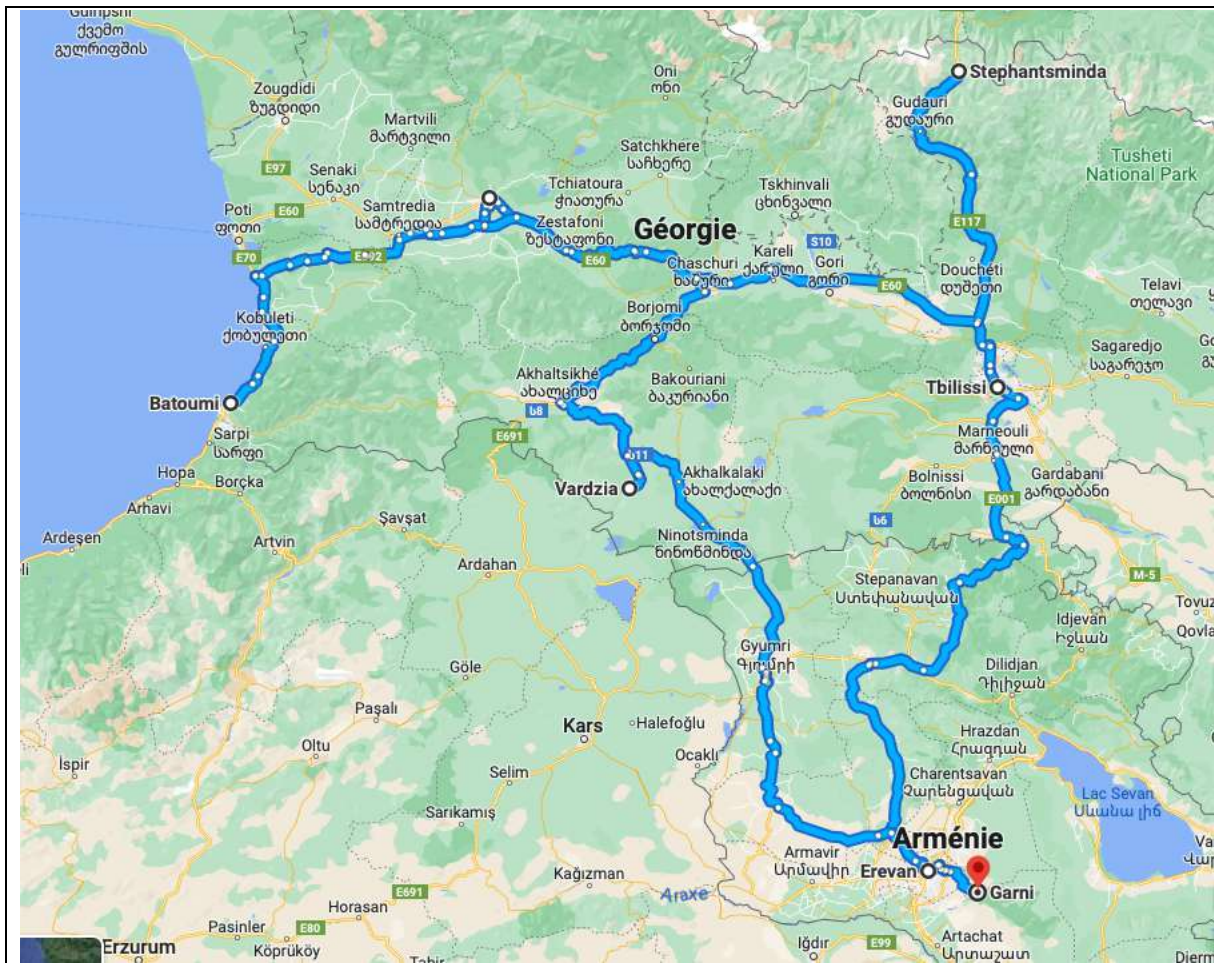 Gulripshi
ქვემო
გულრიფშის
Stephantsminda
Oni
ონი
Zougdidi
ზუგდიდი
Gudauri
გუდაური
Martvili
მარტვილი
Satchkhere
საჩხერე
Tusheti
National Park
E97
Senaki
სენაკი
Tchiatoura
ჭიათურა
Tskhinvali
ცხინვალი
Samtredia
სამტრედია
Poti
ფოთი
E60
Zestafoni
ზესტაფონი
Géorgie
S10
E117
Kareli
ქარელი
Gori
გორი
E70
E692
E60
Chaschuri
ხაშური
Doucheti
დუშეთი
E60
Telavi
თელავი
Kobuleti
ქობულეთი
Borjomi
ბორჯომი
Sagaredjo
საგარეჯო
Akhaltsikhé
ახალციხე
Bakouriani
ბაკურიანი
Tbilissi
Batoumi
ს8
Sarpi
სარფი
E691
Marneouli
მარნეული
Hopa
Borçka
ს11
Akhalkalaki
ახალქალაქი
Bolnissi
ბოლნისი
Gardabani
გარდაბანი
Vardzia
Arhavi
E001
Şavşat
ს6
Ardeşen
Artvin
Ninotsminda
ნინოწმინდა
Ardahan
Stepanavan
Ստեփանավան
M-5
Tovuz
Idjevan
Իջևան
Qovla
Gyumri
Գյումրի
Göle
Dilidjan
Դիլիջան
Paşalı
Kars
Halefoğlu
Hrazdan
Հրազդան
Oltu
Ocaklı
İspir
Selim
Charentsavan
Չարենցավան
Lac Sevan
Սևանա լիճ
Sarıkamış
Arménie
Armavir
Արմավիր
Erevan
Garni
Kağızman
E691
Araxe
Horasan
E80
Pasinler
Köprüköy
Erzurum
Iğdır
E99
Artachat
Արտաշատ